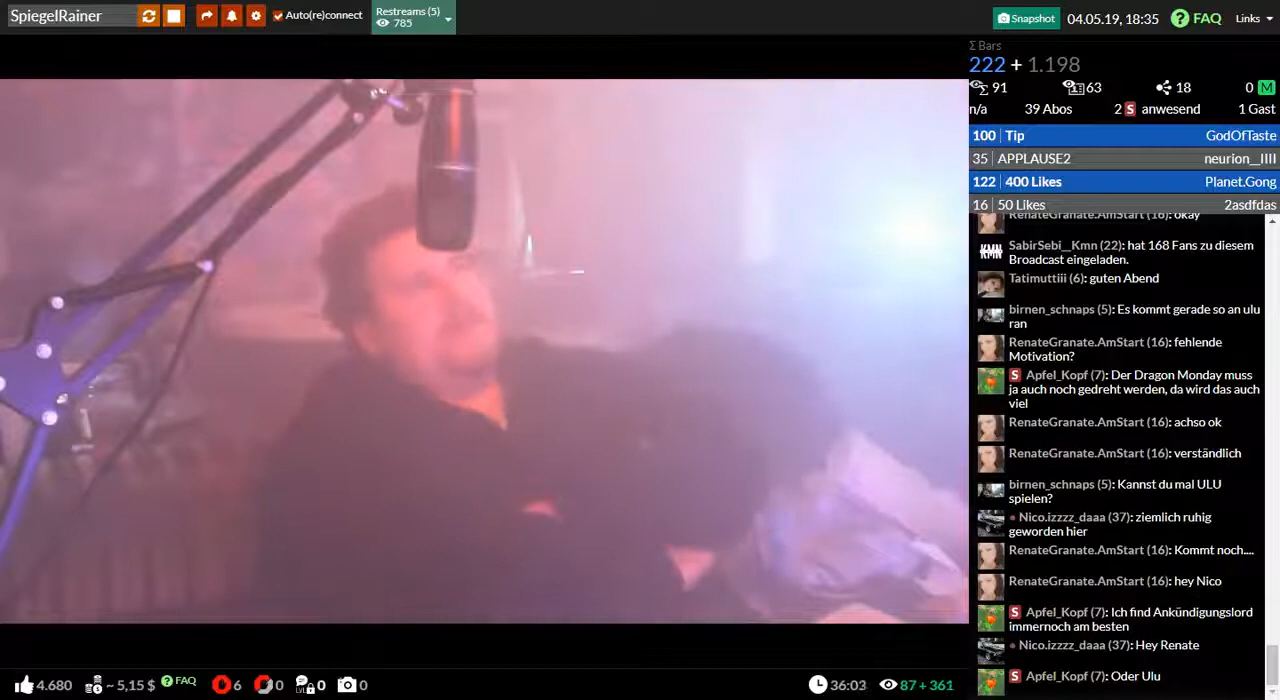 SpiegelRainer
Auto(re)connect
Restreams (5)
785
Snapshot
04.05.19, 18:35
FAQ
Links
Σ Bars
222 + 1.198
91
63
18
0 M
n/a
39 Abos
2 S anwesend
1 Gast
100 Tip GodOfTaste
35 APPLAUSE2 neurion__IIII
122 400 Likes Planet.Gong
16 50 Likes 2asdfdas
RenateGranate.AmStart (16): okay
SabirSebi__Kmn (22): hat 168 Fans zu diesem
Broadcast eingeladen.
Tatimuttiii (6): guten Abend
birnen_schnaps (5): Es kommt gerade so an ulu
ran
RenateGranate.AmStart (16): fehlende
Motivation?
S Apfel_Kopf (7): Der Dragon Monday muss
ja auch noch gedreht werden, da wird das auch
viel
RenateGranate.AmStart (16): achso ok
RenateGranate.AmStart (16): verständlich
birnen_schnaps (5): Kannst du mal ULU
spielen?
Nico.izzzz_daaa (37): ziemlich ruhig
geworden hier
RenateGranate.AmStart (16): Kommt noch....
RenateGranate.AmStart (16): hey Nico
S Apfel_Kopf (7): Ich find Ankündigungslord
immernoch am besten
Nico.izzzz_daaa (37): Hey Renate
S Apfel_Kopf (7): Oder Ulu
4.680
~ 5,15 $
FAQ
6
0
0
0
36:03
87 + 361